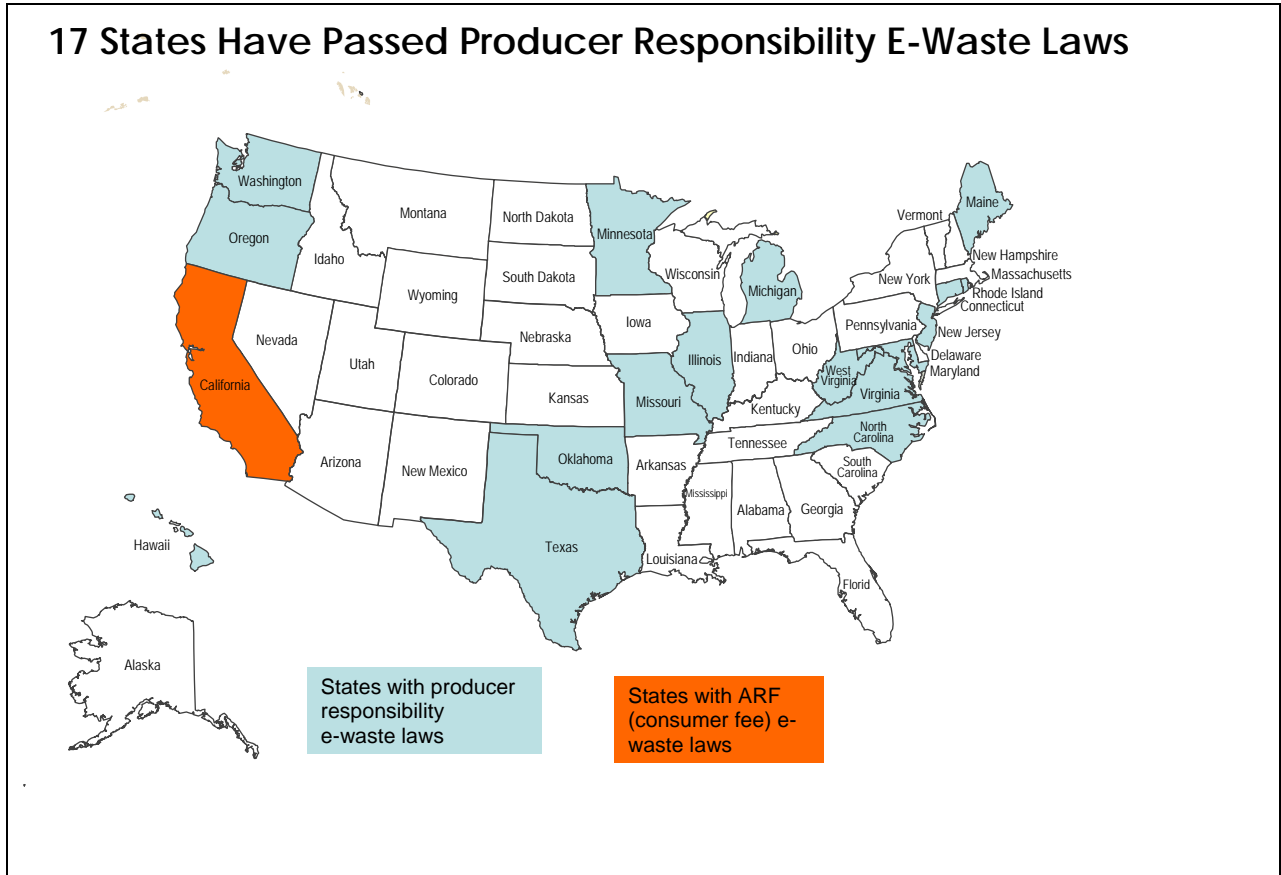 17 States Have Passed Producer Responsibility E-Waste Laws
Washington
Oregon
California
Idaho
Nevada
Montana
Wyoming
Utah
Arizona
Colorado
New Mexico
North Dakota
South Dakota
Nebraska
Kansas
Oklahoma
Texas
Minnesota
Iowa
Missouri
Arkansas
Louisiana
Wisconsin
Illinois
Michigan
Indiana
Ohio
Kentucky
Tennessee
Mississippi
Alabama
Georgia
Florid
South
Carolina
North
Carolina
Virginia
West
Virginia
Pennsylvania
New York
Vermont
Maine
New Hampshire
Massachusetts
Rhode Island
Connecticut
New Jersey
Delaware
Maryland
Hawaii
Alaska
States with producer
responsibility
e-waste laws
States with ARF
(consumer fee) e-
waste laws